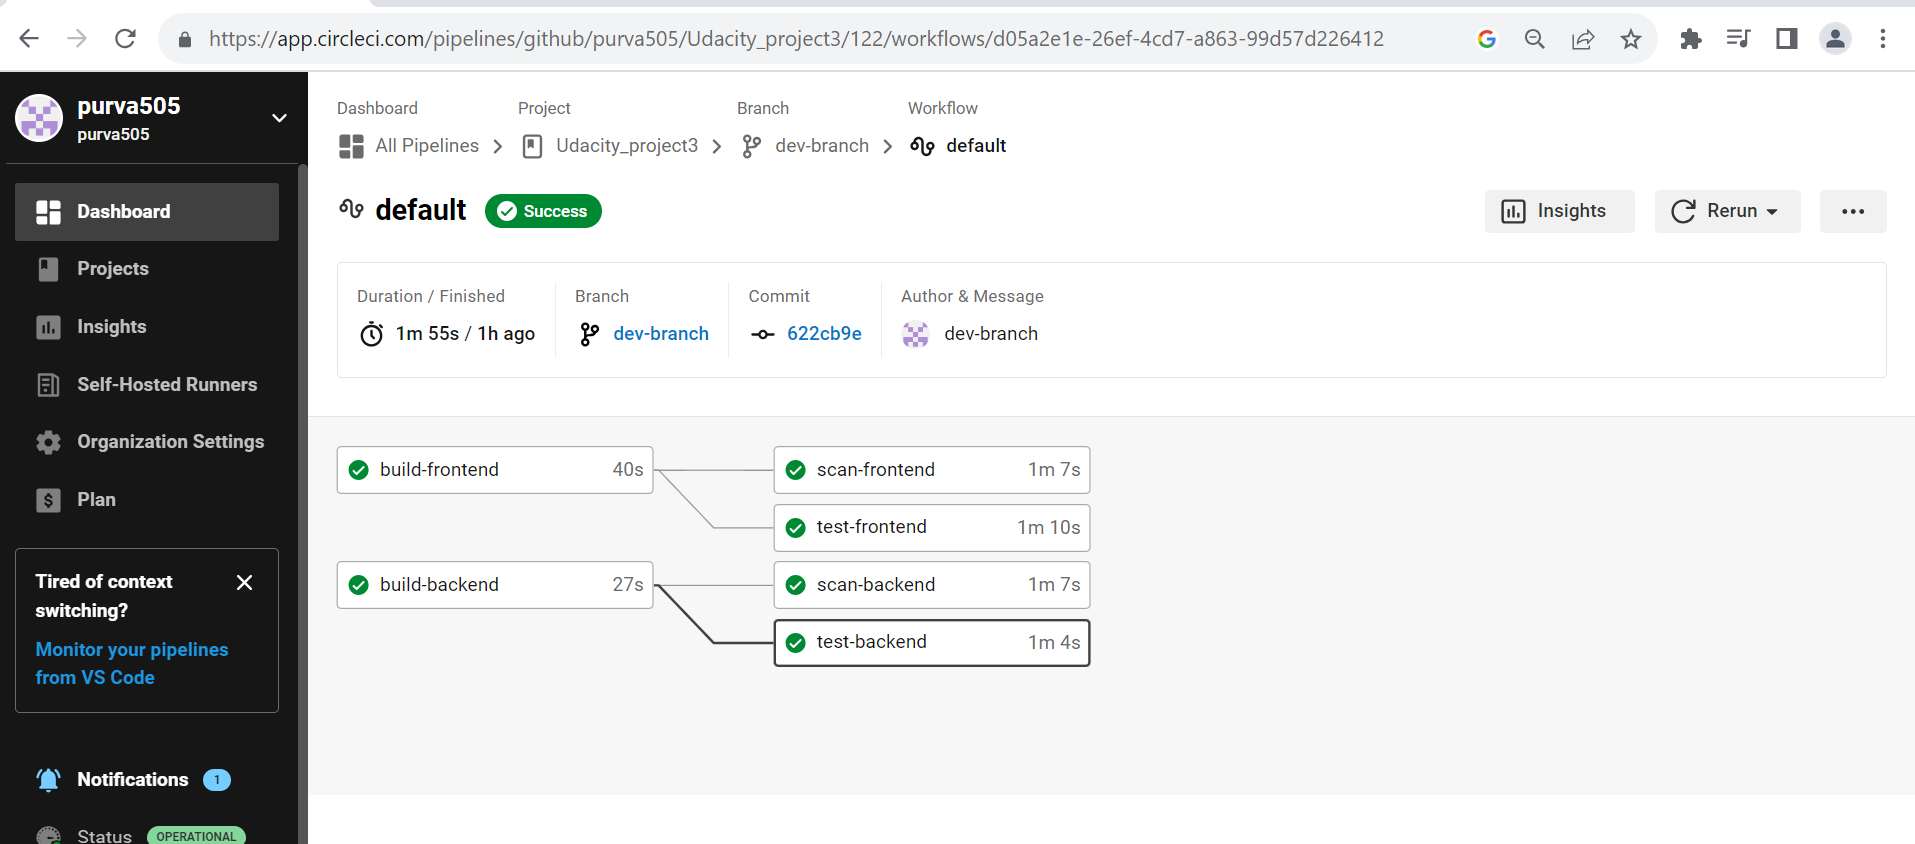 https://app.circleci.com/pipelines/github/purva505/Udacity_project3/122/workflows/d05a2e1e-26ef-4cd7-a863-99d57d226412
purva505
purva505
Dashboard
Projects
Insights
Self-Hosted Runners
Organization Settings
Plan
Tired of context
switching?
Monitor your pipelines
from VS Code
Notifications 1
Status OPERATIONAL
Dashboard Project Branch Workflow
All Pipelines Udacity_project3 dev-branch default
default Success Insights Rerun
Duration / Finished Branch Commit Author & Message
1m 55s / 1h ago dev-branch 622cb9e dev-branch
build-frontend 40s scan-frontend 1m 7s
test-frontend 1m 10s
build-backend 27s scan-backend 1m 7s
test-backend 1m 4s